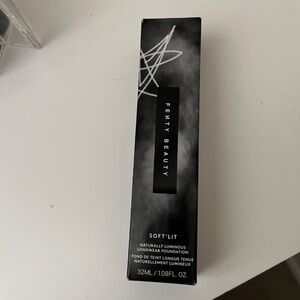 FENTY BEAUTY
SOFT'LIT
NATURALLY LUMINOUS
LONGWEAR FOUNDATION
FOND DE TEINT LONGUE TENUE
NATURELLEMENT LUMINEUX
32ML / 1.08FL. OZ.